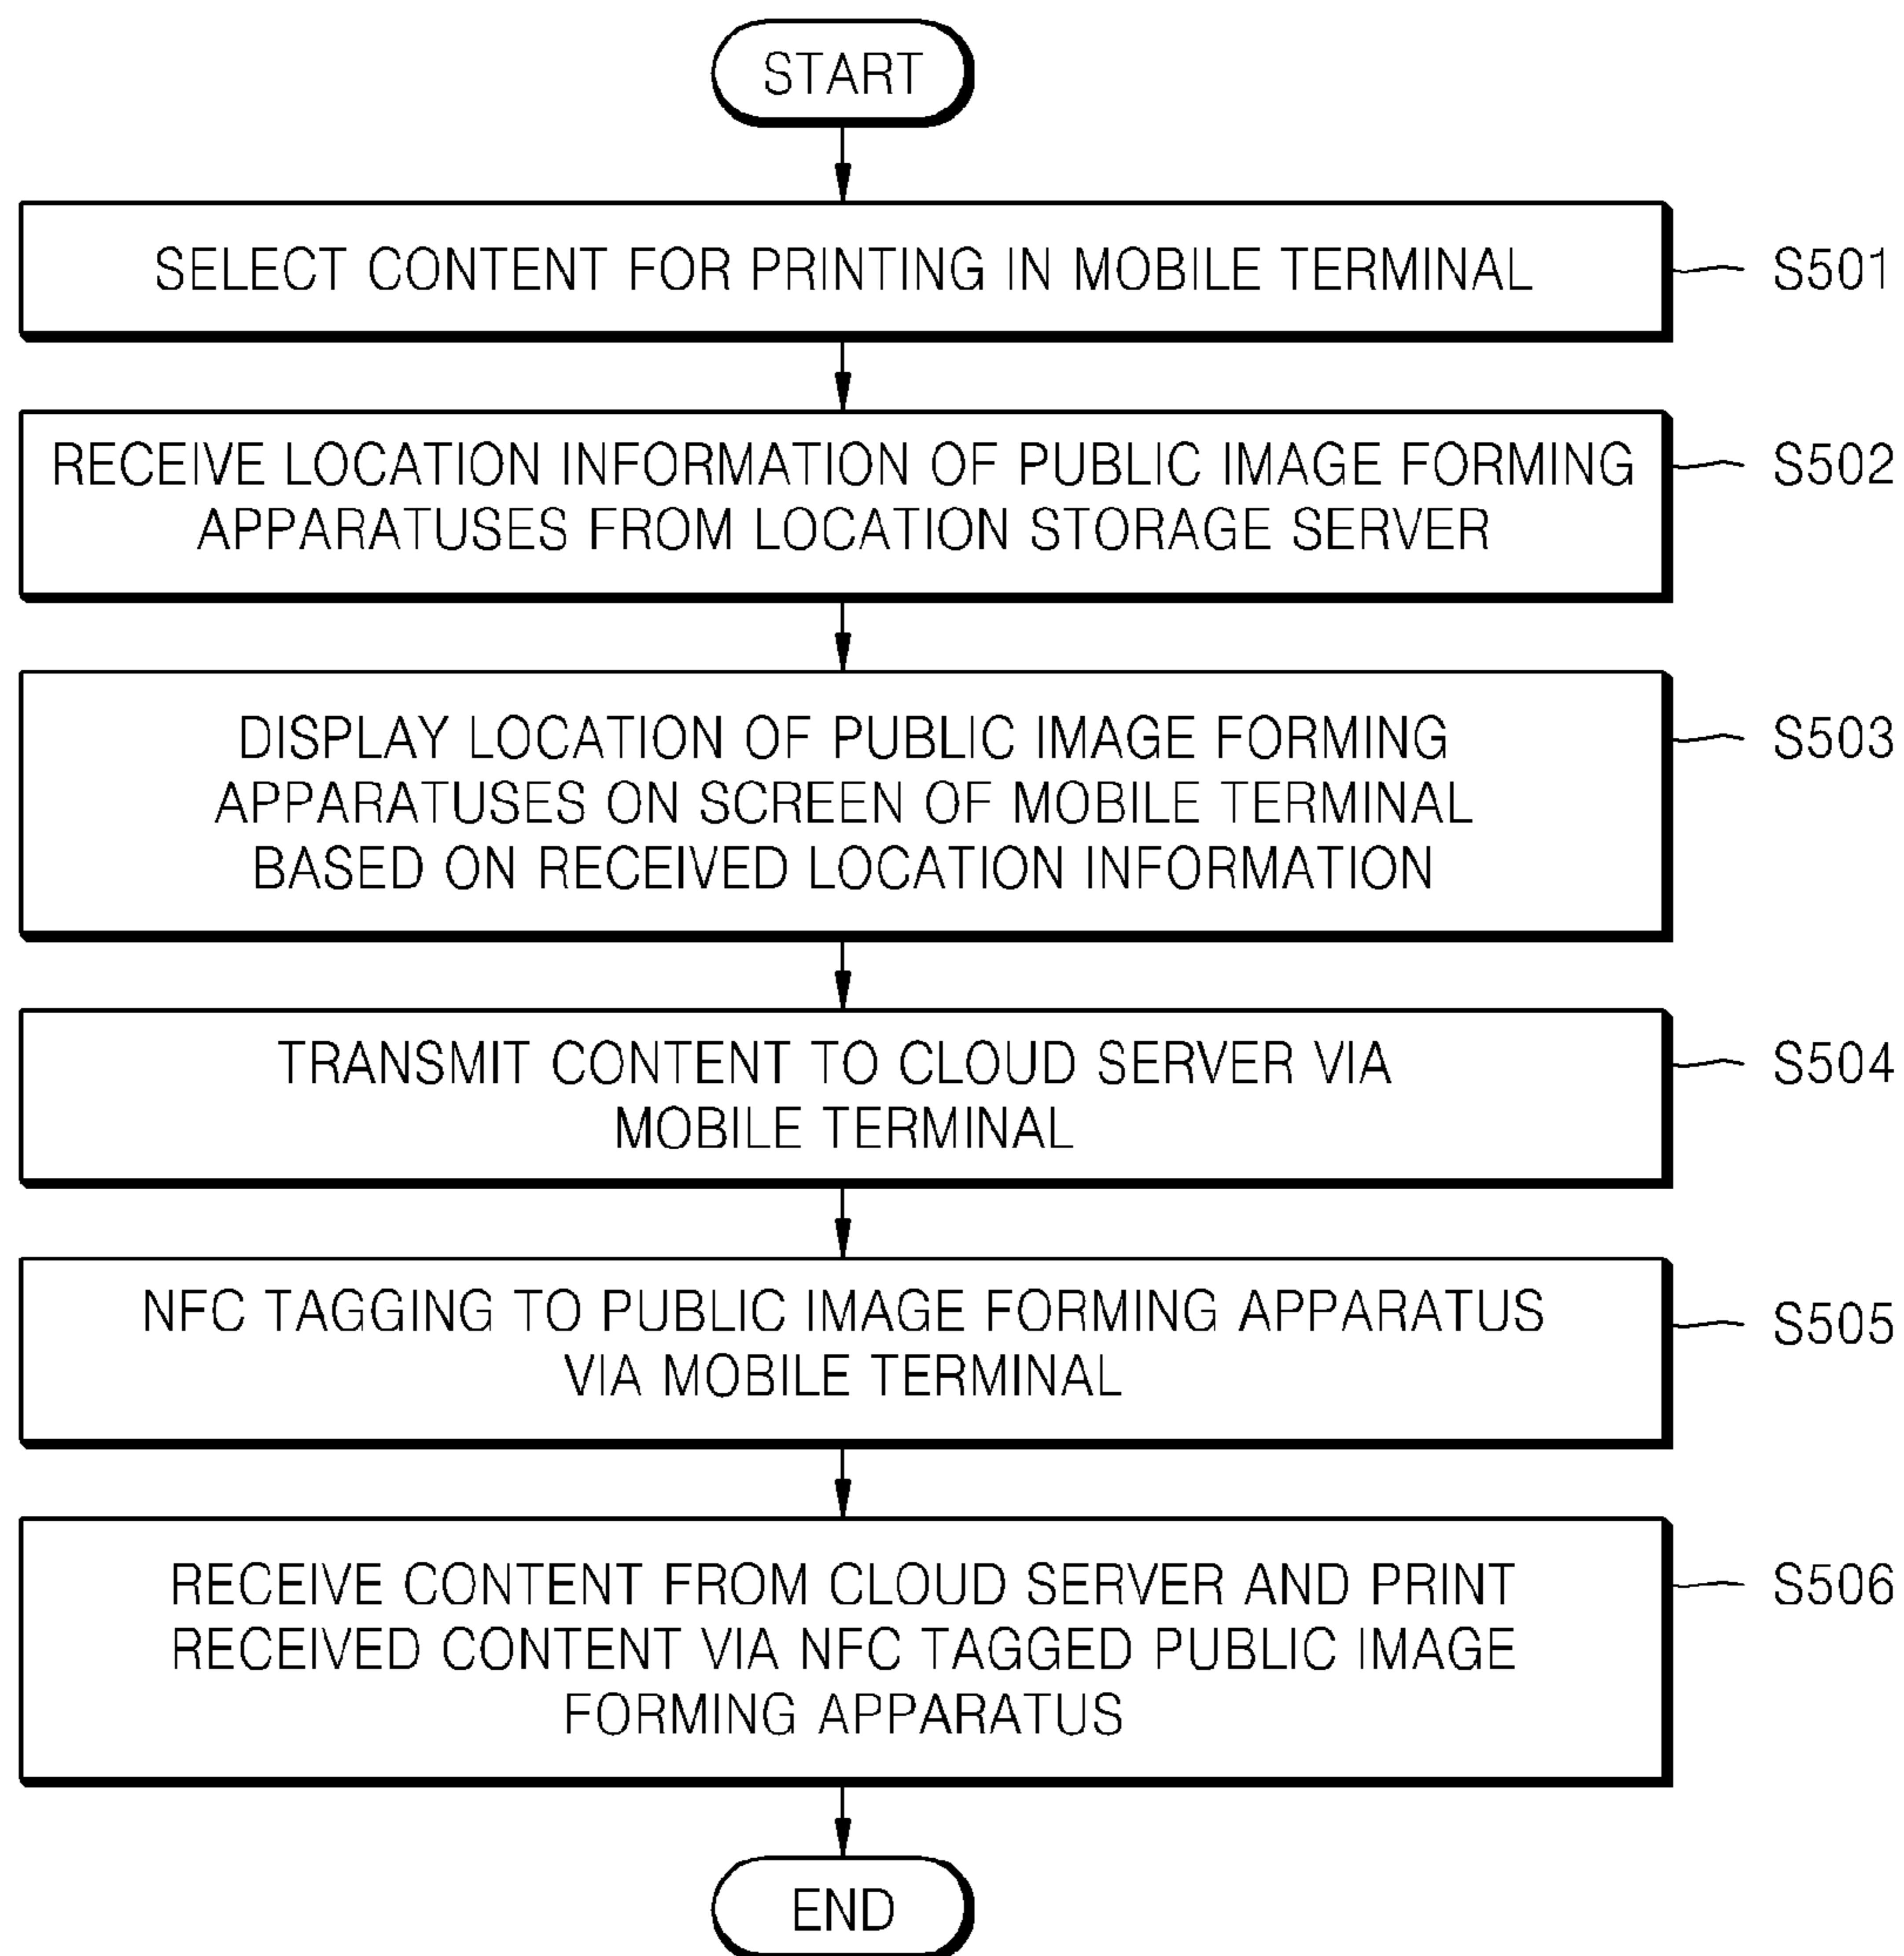 START
SELECT CONTENT FOR PRINTING IN MOBILE TERMINAL
S501
RECEIVE LOCATION INFORMATION OF PUBLIC IMAGE FORMING
APPARATUSES FROM LOCATION STORAGE SERVER
S502
DISPLAY LOCATION OF PUBLIC IMAGE FORMING
APPARATUSES ON SCREEN OF MOBILE TERMINAL
BASED ON RECEIVED LOCATION INFORMATION
S503
TRANSMIT CONTENT TO CLOUD SERVER VIA
MOBILE TERMINAL
S504
NFC TAGGING TO PUBLIC IMAGE FORMING APPARATUS
VIA MOBILE TERMINAL
S505
RECEIVE CONTENT FROM CLOUD SERVER AND PRINT
RECEIVED CONTENT VIA NFC TAGGED PUBLIC IMAGE
FORMING APPARATUS
S506
END